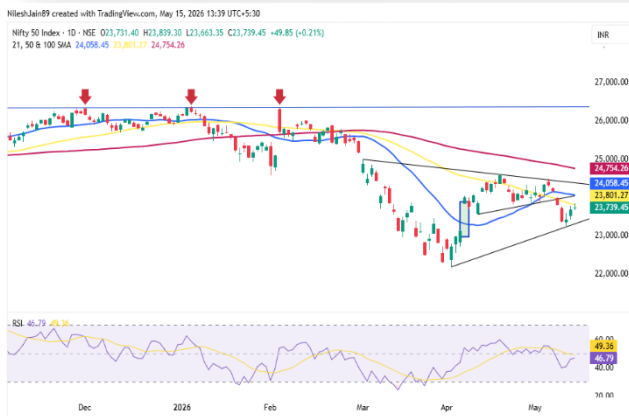 NileshJain89 created with TradingView.com, May 15, 2026 13:39 UTC+5:30
Nifty 50 Index · 1D · NSE O23,731.40 H23,839.30 L23,663.35 C23,739.45 +49.85 (+0.21%)
INR
21, 50 & 100 SMA 24,058.45 23,801.27 24,754.26
27,000.00
26,000.00
25,000.00
24,754.26
24,058.45
23,801.27
23,739.45
23,000.00
22,000.00
RSI 46.79 49.36
60.00
49.36
46.79
40.00
20.00
Dec 2026 Feb Mar Apr May